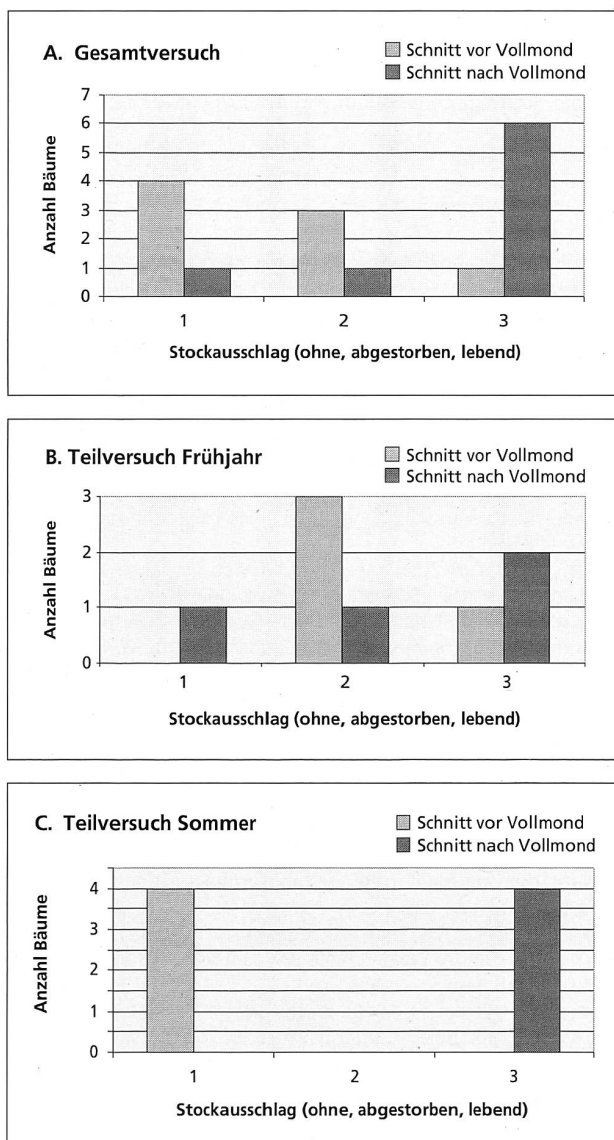 A. Gesamtversuch
Schnitt vor Vollmond
Schnitt nach Vollmond
Anzahl Bäume
7
6
5
4
3
2
1
0
1 2 3
Stockausschlag (ohne, abgestorben, lebend)
B. Teilversuch Frühjahr
Schnitt vor Vollmond
Schnitt nach Vollmond
Anzahl Bäume
3
2
1
0
1 2 3
Stockausschlag (ohne, abgestorben, lebend)
C. Teilversuch Sommer
Schnitt vor Vollmond
Schnitt nach Vollmond
Anzahl Bäume
4
3
2
1
0
1 2 3
Stockausschlag (ohne, abgestorben, lebend)